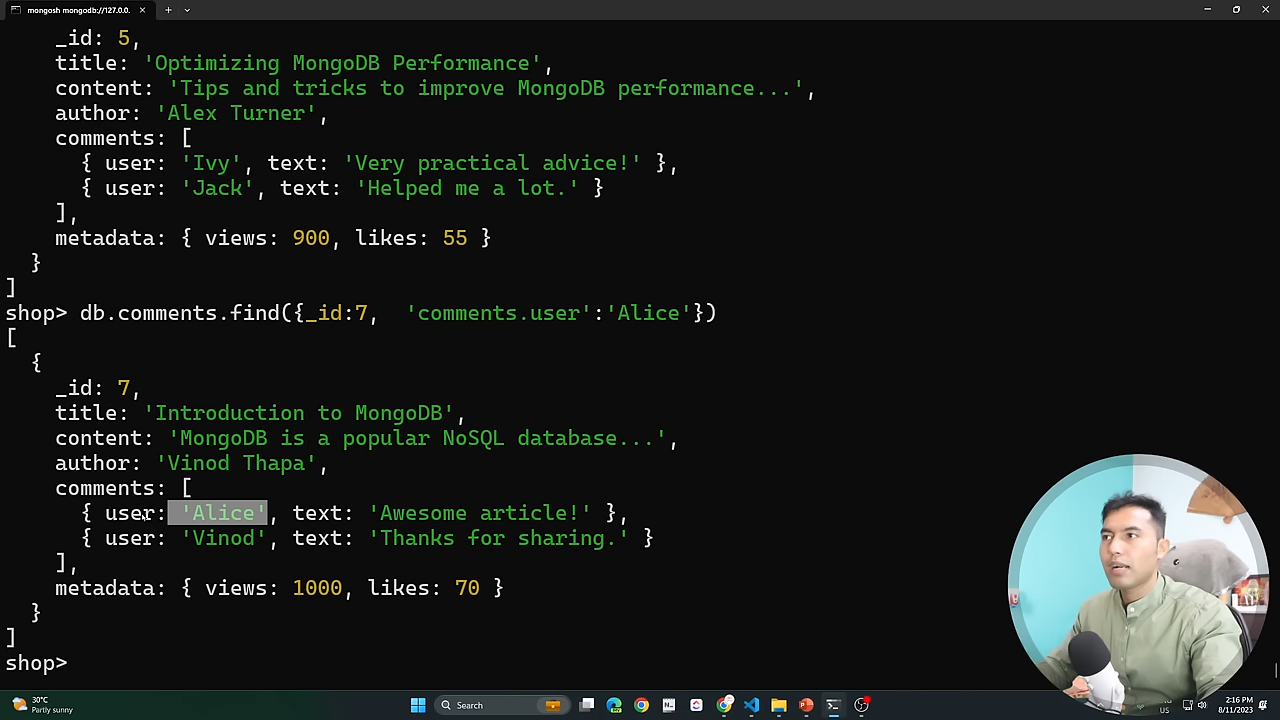 mongosh mongodb://127.0.0.
_id: 5,
title: 'Optimizing MongoDB Performance',
content: 'Tips and tricks to improve MongoDB performance...',
author: 'Alex Turner',
comments: [
{ user: 'Ivy', text: 'Very practical advice!' },
{ user: 'Jack', text: 'Helped me a lot.' }
],
metadata: { views: 900, likes: 55 }
}
]
shop> db.comments.find({_id:7,  'comments.user':'Alice'})
[
{
_id: 7,
title: 'Introduction to MongoDB',
content: 'MongoDB is a popular NoSQL database...',
author: 'Vinod Thapa',
comments: [
{ user: 'Alice', text: 'Awesome article!' },
{ user: 'Vinod', text: 'Thanks for sharing.' }
],
metadata: { views: 1000, likes: 70 }
}
]
shop>
30°C
Partly sunny
Search
US
2:16 PM
8/11/2023